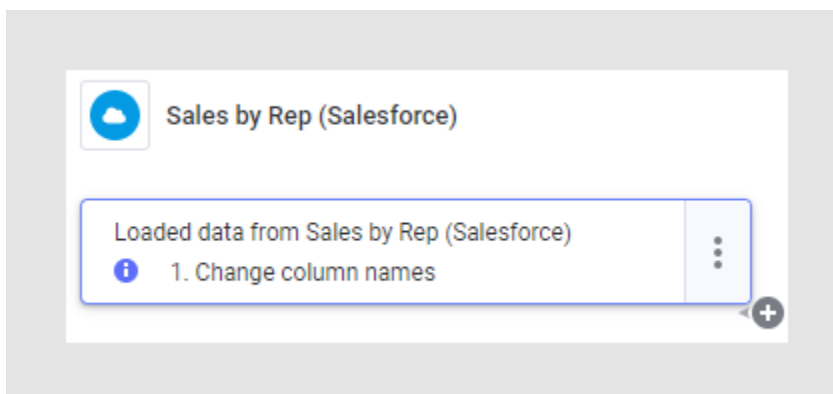 Sales by Rep (Salesforce)
Loaded data from Sales by Rep (Salesforce)
1. Change column names